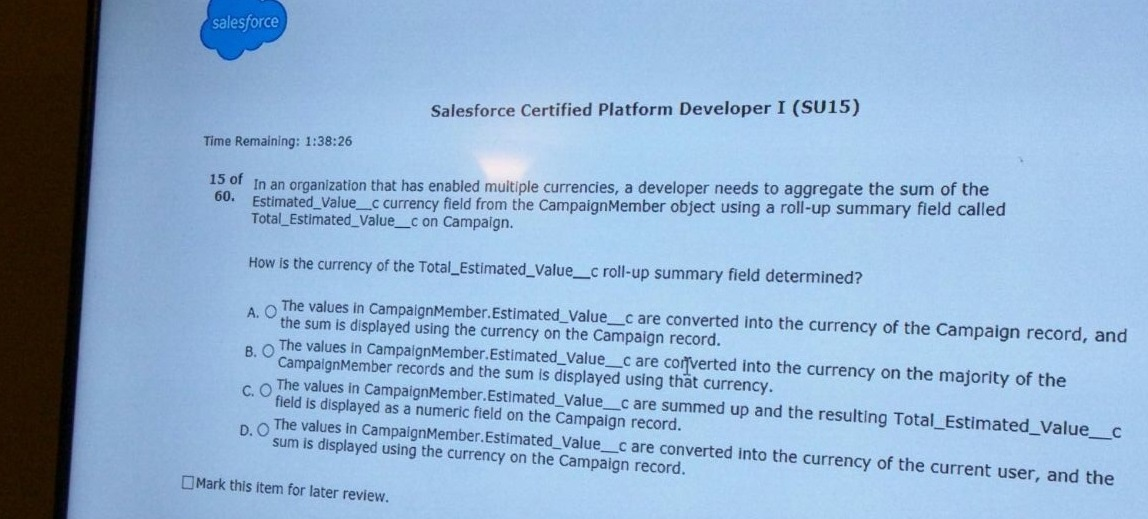 salesforce
Salesforce Certified Platform Developer I (SU15)
Time Remaining: 1:38:26
15 of
60.
In an organization that has enabled multiple currencies, a developer needs to aggregate the sum of the
Estimated_Value__c currency field from the CampaignMember object using a roll-up summary field called
Total_Estimated_Value__c on Campaign.
How is the currency of the Total_Estimated_Value__c roll-up summary field determined?
A. The values in CampaignMember.Estimated_Value__c are converted into the currency of the Campaign record, and
the sum is displayed using the currency on the Campaign record.
B. The values in CampaignMember.Estimated_Value__c are converted into the currency on the majority of the
CampaignMember records and the sum is displayed using that currency.
C. The values in CampaignMember.Estimated_Value__c are summed up and the resulting Total_Estimated_Value__c
field is displayed as a numeric field on the Campaign record.
D. The values in CampaignMember.Estimated_Value__c are converted into the currency of the current user, and the
sum is displayed using the currency on the Campaign record.
Mark this item for later review.